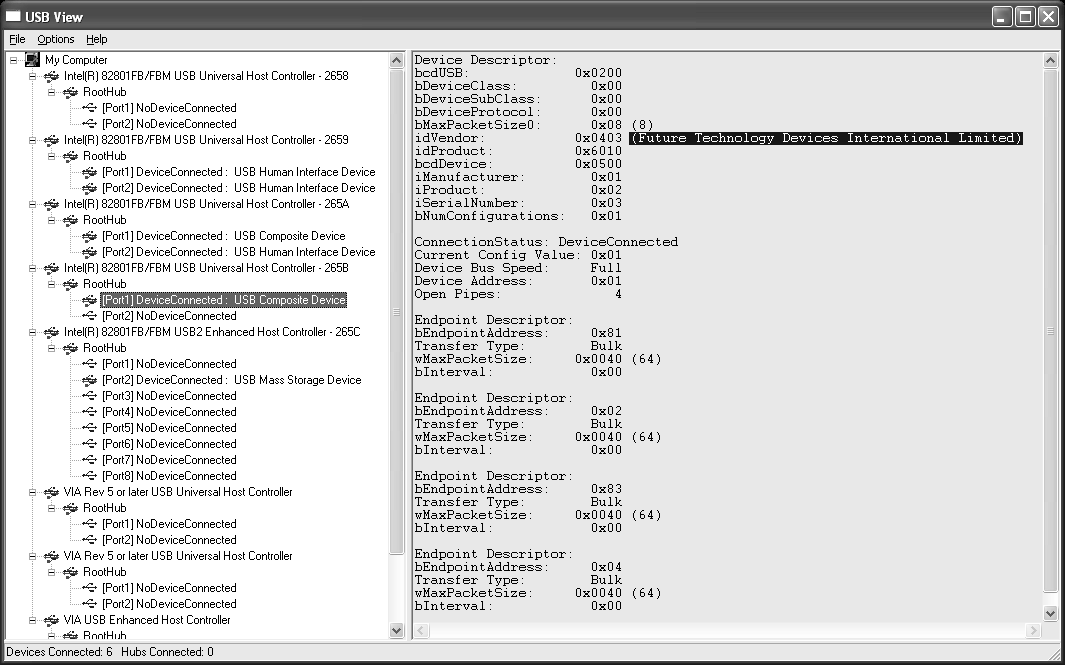 USB View
File Options Help
My Computer
Intel(R) 82801FB/FBM USB Universal Host Controller - 2658
RootHub
[Port1] NoDeviceConnected
[Port2] NoDeviceConnected
Intel(R) 82801FB/FBM USB Universal Host Controller - 2659
RootHub
[Port1] DeviceConnected : USB Human Interface Device
[Port2] DeviceConnected : USB Human Interface Device
Intel(R) 82801FB/FBM USB Universal Host Controller - 265A
RootHub
[Port1] DeviceConnected : USB Composite Device
[Port2] DeviceConnected : USB Human Interface Device
Intel(R) 82801FB/FBM USB Universal Host Controller - 265B
RootHub
[Port1] DeviceConnected : USB Composite Device
[Port2] NoDeviceConnected
Intel(R) 82801FB/FBM USB2 Enhanced Host Controller - 265C
RootHub
[Port1] NoDeviceConnected
[Port2] DeviceConnected : USB Mass Storage Device
[Port3] NoDeviceConnected
[Port4] NoDeviceConnected
[Port5] NoDeviceConnected
[Port6] NoDeviceConnected
[Port7] NoDeviceConnected
[Port8] NoDeviceConnected
VIA Rev 5 or later USB Universal Host Controller
RootHub
[Port1] NoDeviceConnected
[Port2] NoDeviceConnected
VIA Rev 5 or later USB Universal Host Controller
RootHub
[Port1] NoDeviceConnected
[Port2] NoDeviceConnected
VIA USB Enhanced Host Controller
RootHub
Device Descriptor:
bcdUSB: 0x0200
bDeviceClass: 0x00
bDeviceSubClass: 0x00
bDeviceProtocol: 0x00
bMaxPacketSize0: 0x08 (8)
idVendor: 0x0403 (Future Technology Devices International Limited)
idProduct: 0x6010
bcdDevice: 0x0500
iManufacturer: 0x01
iProduct: 0x02
iSerialNumber: 0x03
bNumConfigurations: 0x01
ConnectionStatus: DeviceConnected
Current Config Value: 0x01
Device Bus Speed: Full
Device Address: 0x01
Open Pipes: 4
Endpoint Descriptor:
bEndpointAddress: 0x81
Transfer Type: Bulk
wMaxPacketSize: 0x0040 (64)
bInterval: 0x00
Endpoint Descriptor:
bEndpointAddress: 0x02
Transfer Type: Bulk
wMaxPacketSize: 0x0040 (64)
bInterval: 0x00
Endpoint Descriptor:
bEndpointAddress: 0x83
Transfer Type: Bulk
wMaxPacketSize: 0x0040 (64)
bInterval: 0x00
Endpoint Descriptor:
bEndpointAddress: 0x04
Transfer Type: Bulk
wMaxPacketSize: 0x0040 (64)
bInterval: 0x00
Devices Connected: 6 Hubs Connected: 0